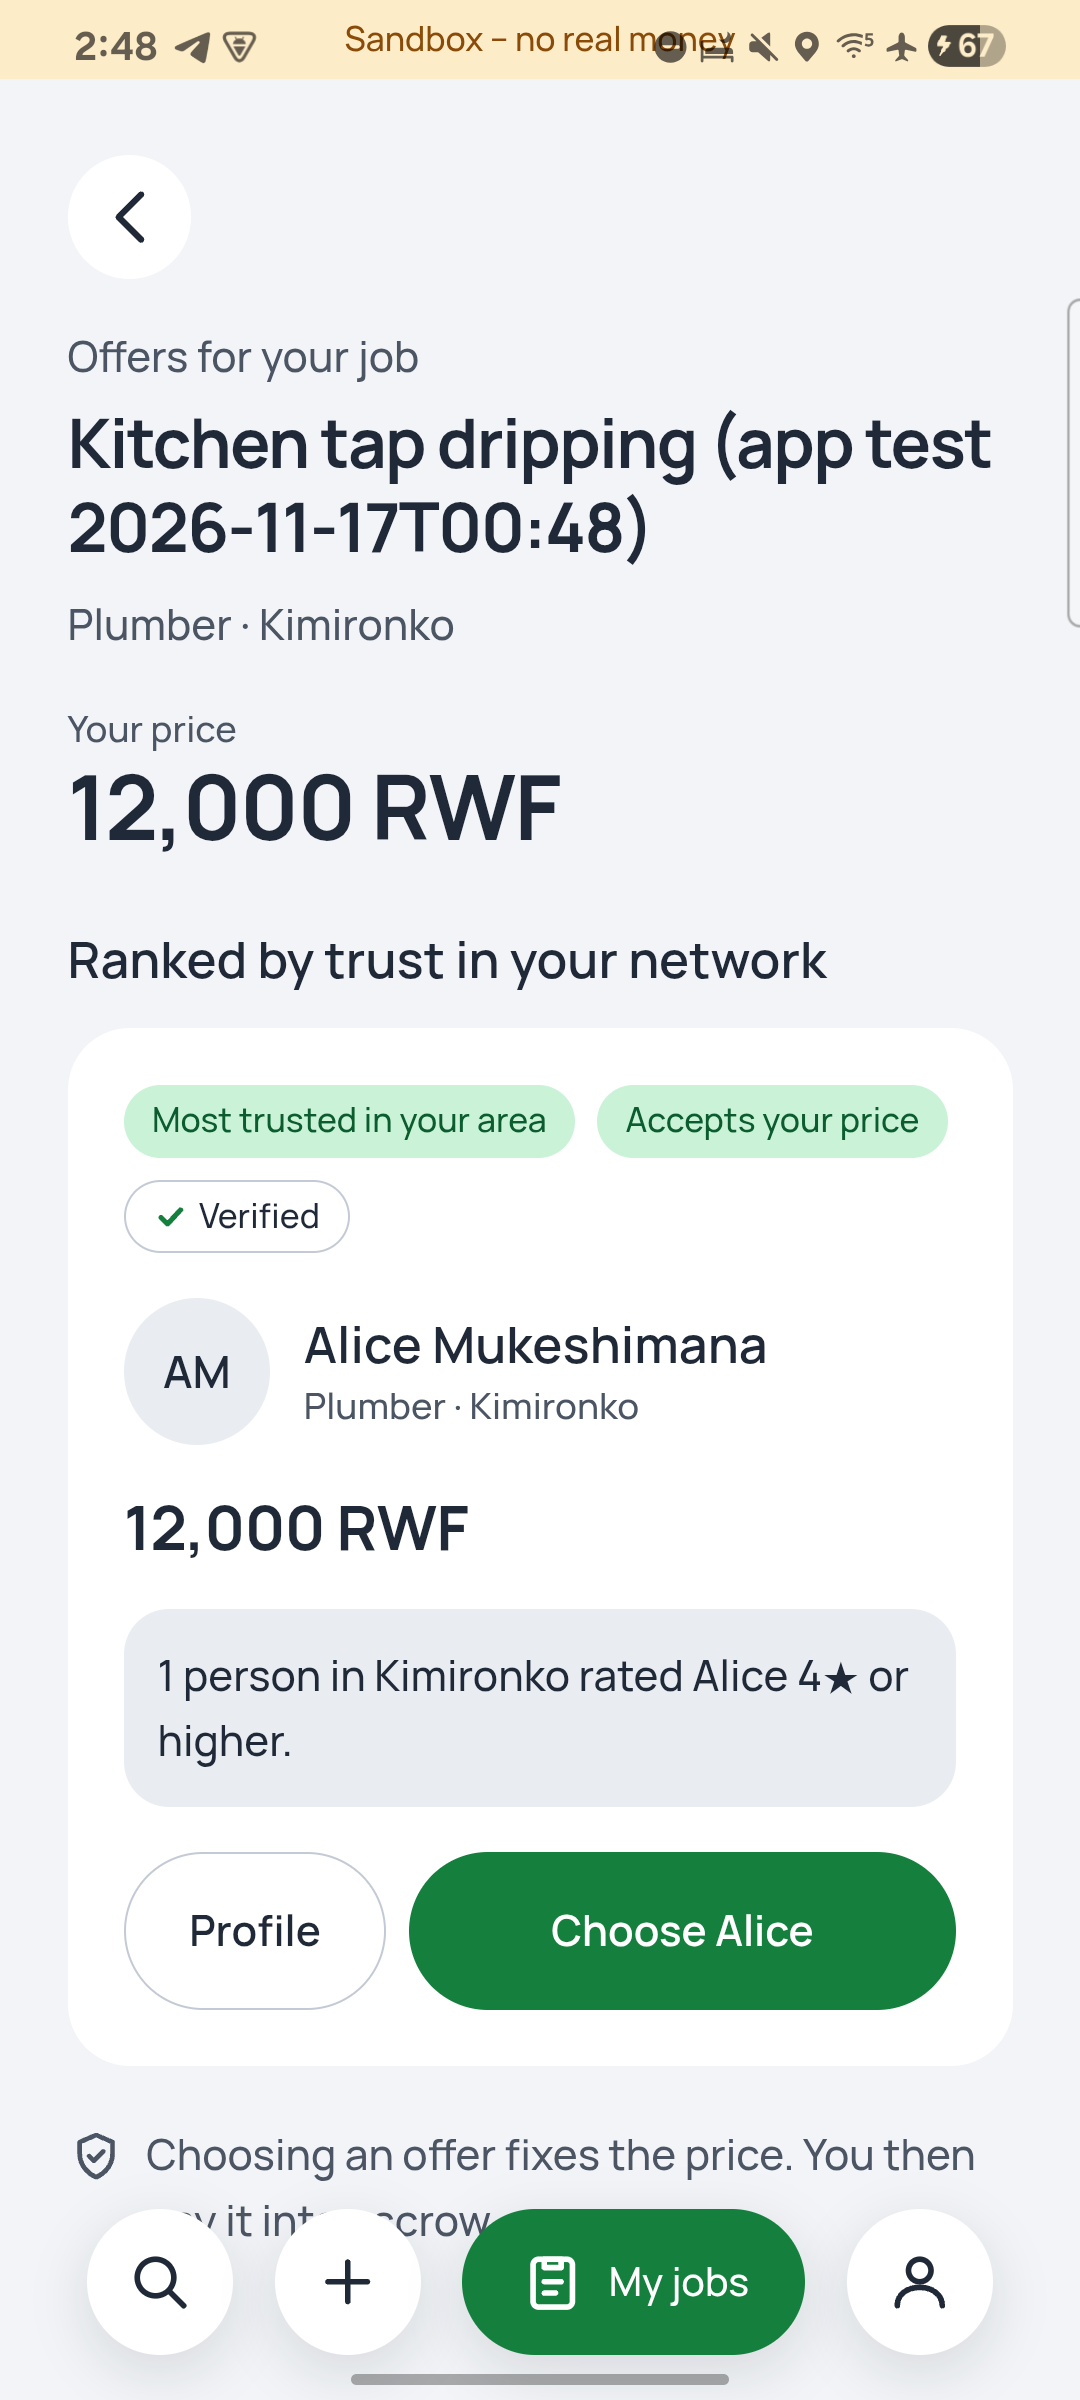 2:48
Sandbox – no real money
5
67
Offers for your job
Kitchen tap dripping (app test
2026-11-17T00:48)
Plumber · Kimironko
Your price
12,000 RWF
Ranked by trust in your network
Most trusted in your area
Accepts your price
Verified
AM
Alice Mukeshimana
Plumber · Kimironko
12,000 RWF
1 person in Kimironko rated Alice 4★ or
higher.
Profile
Choose Alice
Choosing an offer fixes the price. You then
it
My jobs